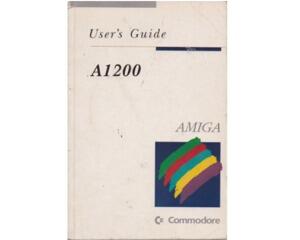 User's Guide
A1200
AMIGA
Commodore